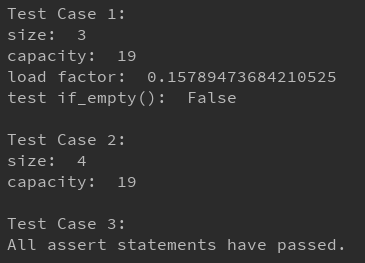 Test Case 1:
size:  3
capacity:  19
load factor:  0.15789473684210525
test if_empty():  False

Test Case 2:
size:  4
capacity:  19

Test Case 3:
All assert statements have passed.